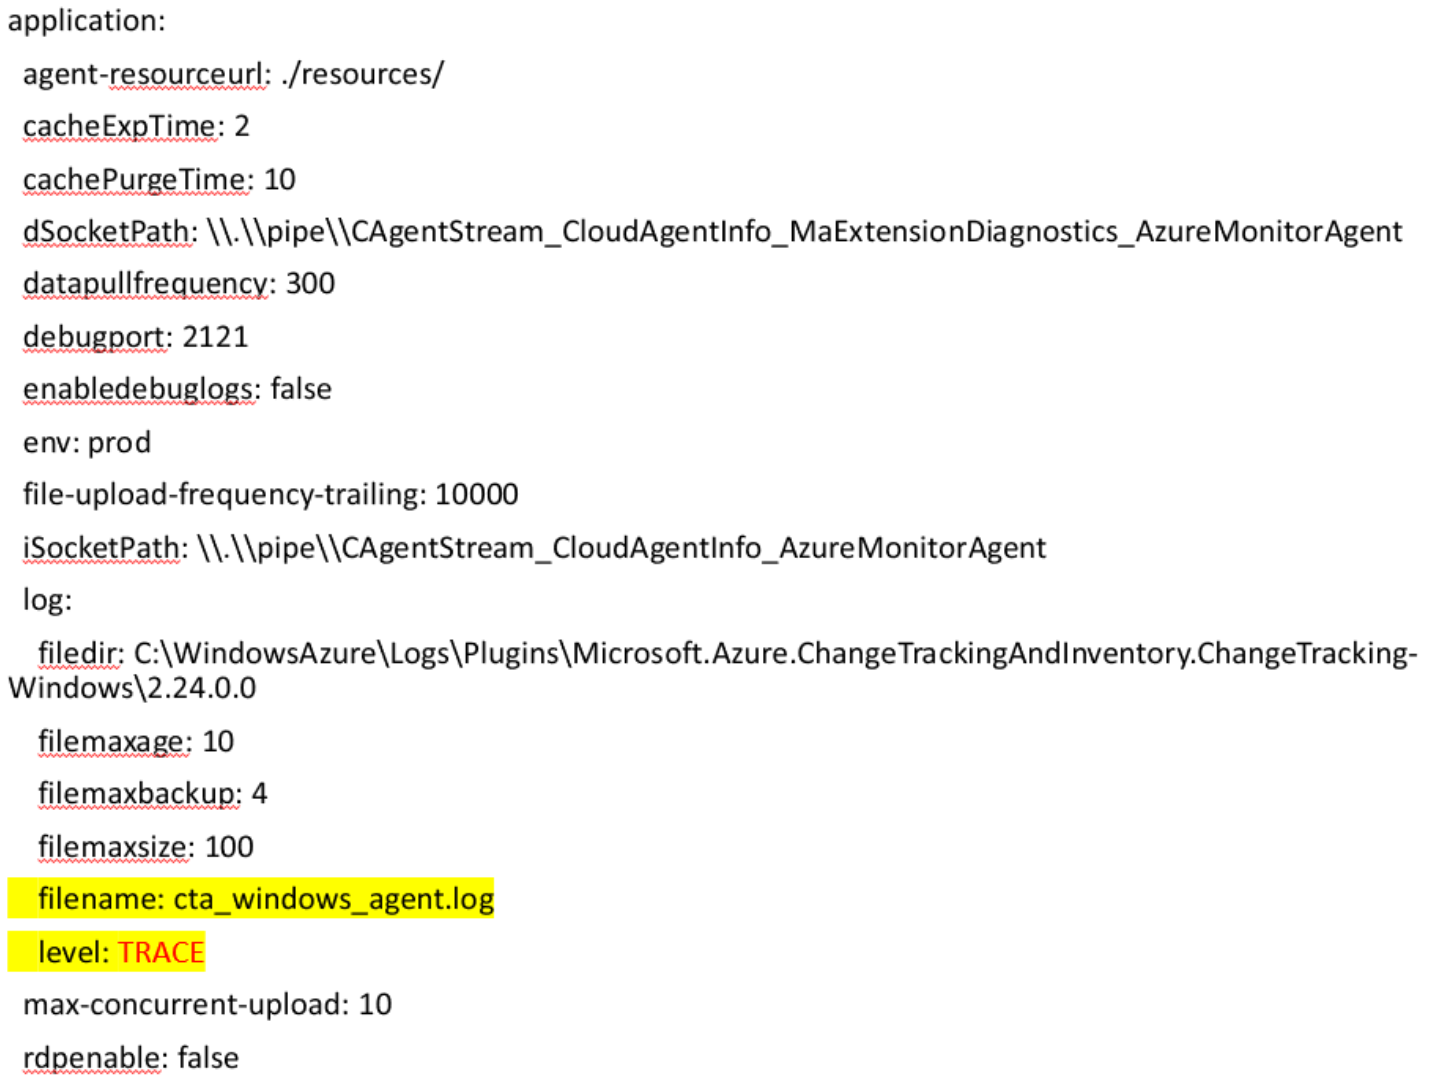 application:
agent-resourceurl: ./resources/
cacheExpTime: 2
cachePurgeTime: 10
dSocketPath: \\.\\pipe\\CAgentStream_CloudAgentInfo_MaExtensionDiagnostics_AzureMonitorAgent
datapullfrequency: 300
debugport: 2121
enabledebuglogs: false
env: prod
file-upload-frequency-trailing: 10000
iSocketPath: \\.\\pipe\\CAgentStream_CloudAgentInfo_AzureMonitorAgent
log:
filedir: C:\WindowsAzure\Logs\Plugins\Microsoft.Azure.ChangeTrackingAndInventory.ChangeTracking-
Windows\2.24.0.0
filemaxage: 10
filemaxbackup: 4
filemaxsize: 100
filename: cta_windows_agent.log
level: TRACE
max-concurrent-upload: 10
rdpenable: false